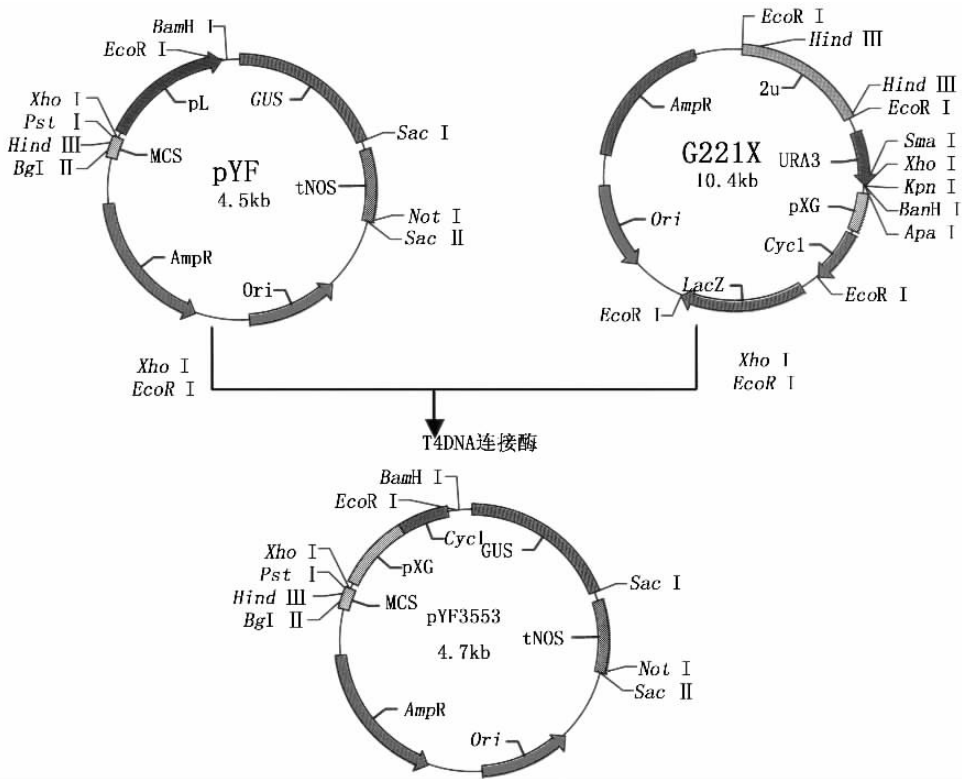 BamH I
EcoR I
pL
GUS
Xho I
Pst I
Hind III
BgI II
MCS
Sac I
pYF
4.5kb
tNOS
Not I
Sac II
AmpR
Ori
EcoR I
Hind III
2u
Hind III
EcoR I
AmpR
G221X
10.4kb
URA3
Sma I
Xho I
Kpn I
BanH I
Apa I
pXG
Cyc1
Ori
LacZ
EcoR I
EcoR I
Xho I
EcoR I
Xho I
EcoR I
T4DNA连接酶
BamH I
EcoR I
Cyc1
GUS
Xho I
Pst I
Hind III
BgI II
pXG
MCS
Sac I
pYF3553
4.7kb
tNOS
Not I
Sac II
AmpR
Ori